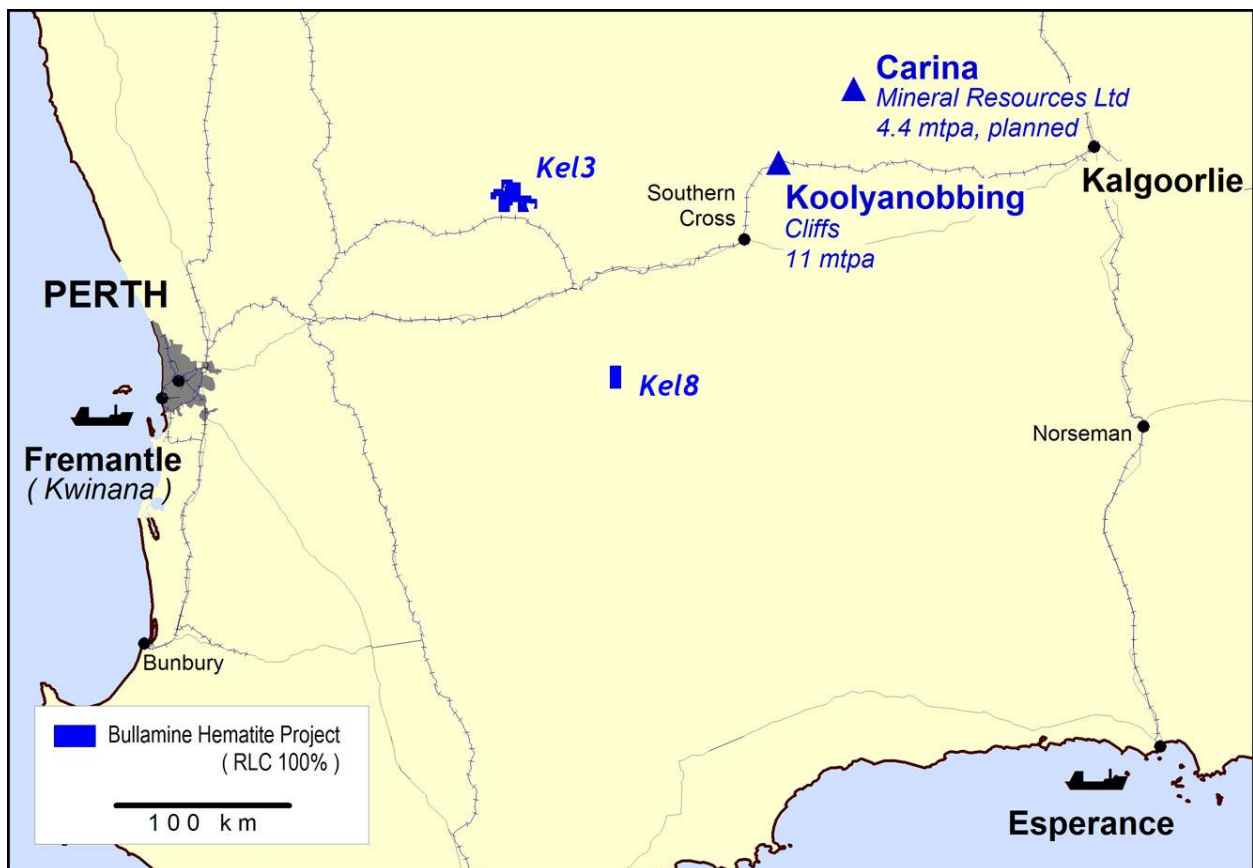 Carina
Mineral Resources Ltd
4.4 mtpa, planned
Kel3
Kalgoorlie
Southern
Cross
Koolyanobbing
Cliffs
11 mtpa
PERTH
Kel8
Norseman
Fremantle
( Kwinana )
Bunbury
Bullamine Hematite Project
( RLC 100% )
100 km
Esperance